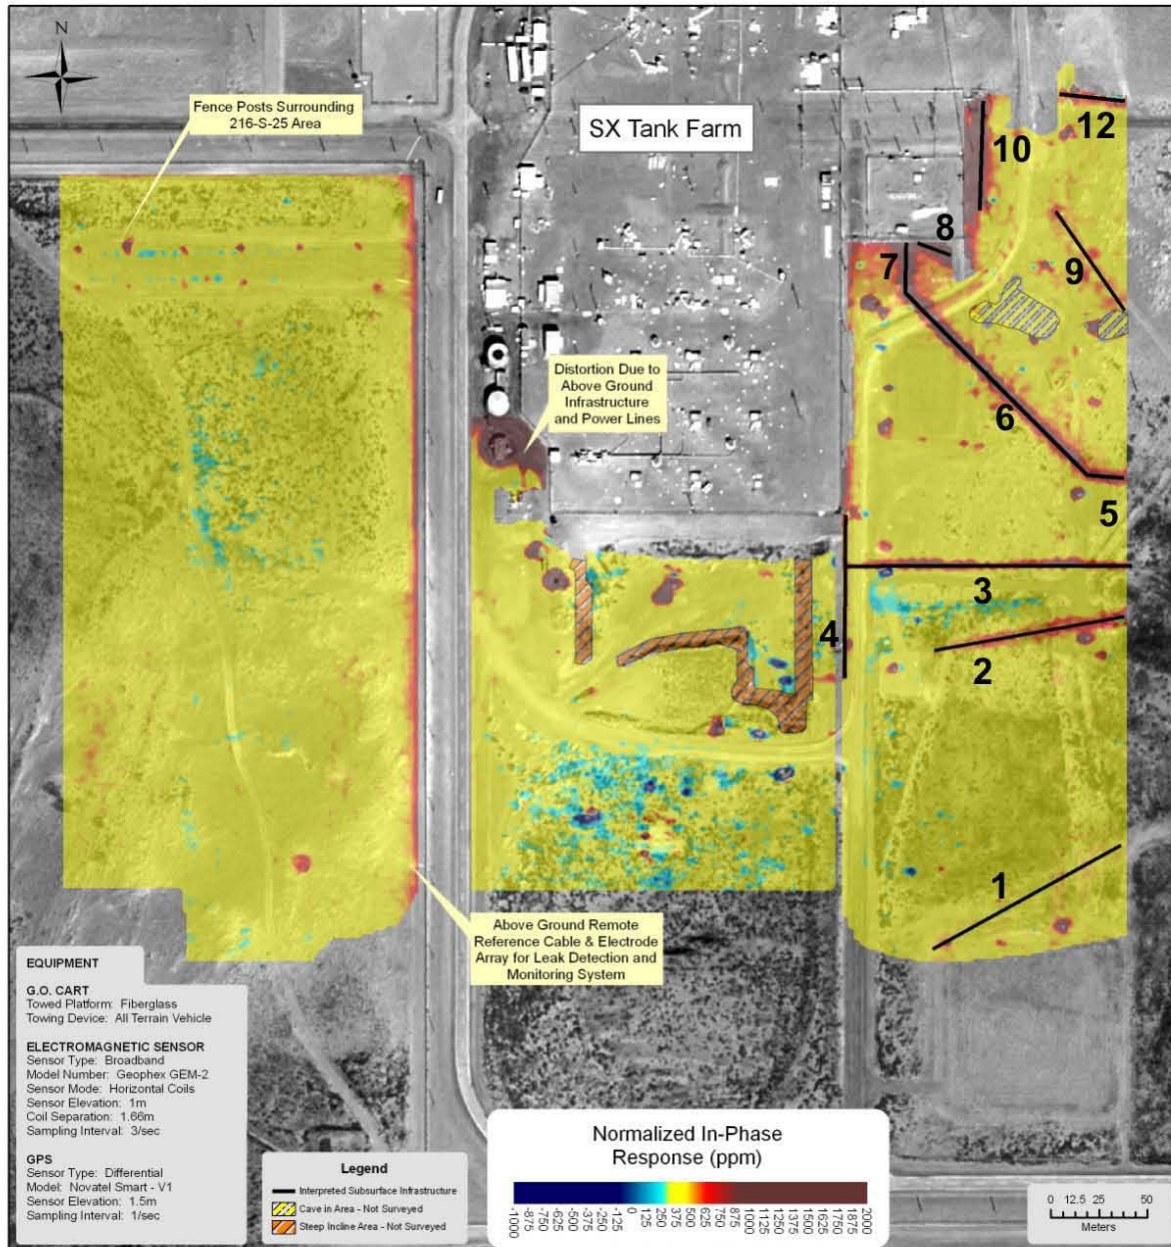 N
Fence Posts Surrounding
216-S-25 Area
SX Tank Farm
12
10
8
7
9
Distortion Due to
Above Ground
Infrastructure
and Power Lines
6
5
3
4
2
1
Above Ground Remote
Reference Cable & Electrode
Array for Leak Detection and
Monitoring System
EQUIPMENT
G.O. CART
Towed Platform: Fiberglass
Towing Device: All Terrain Vehicle
ELECTROMAGNETIC SENSOR
Sensor Type: Broadband
Model Number: Geophex GEM-2
Sensor Mode: Horizontal Coils
Sensor Elevation: 1m
Coil Separation: 1.66m
Sampling Interval: 3/sec
GPS
Sensor Type: Differential
Model: Novatel Smart - V1
Sensor Elevation: 1.5m
Sampling Interval: 1/sec
Legend
Interpreted Subsurface Infrastructure
Cave in Area - Not Surveyed
Steep Incline Area - Not Surveyed
Normalized In-Phase
Response (ppm)
-1000 -875 -750 -625 -500 -375 -250 -125 0 125 250 375 500 625 750 875 1000 1125 1250 1375 1500 1625 1750 1875 2000
0 12.5 25 50
Meters